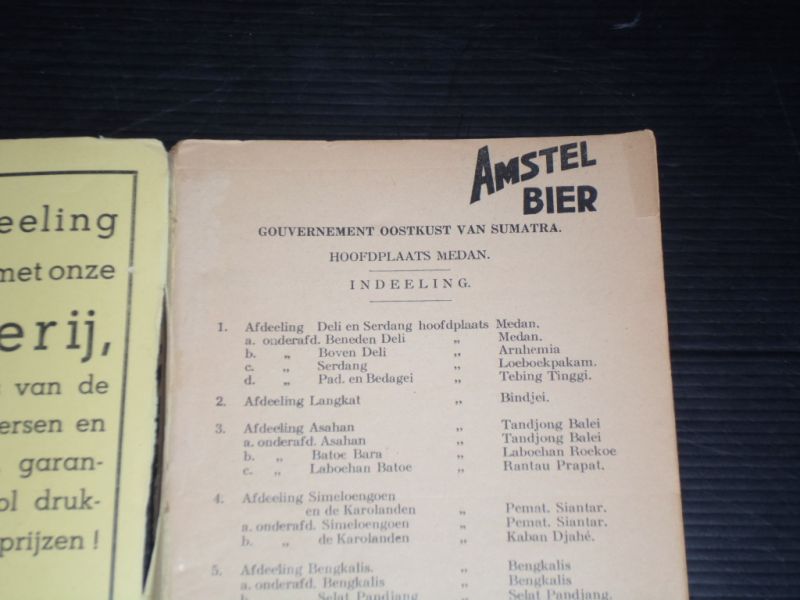 eeling
met onze
erij,
van de
ersen en
garan-
ol druk-
prijzen !
AMSTEL
BIER
GOUVERNEMENT OOSTKUST VAN SUMATRA.
HOOFDPLAATS MEDAN.
INDEELING.
1. Afdeeling Deli en Serdang hoofdplaats Medan.
a. onderafd. Beneden Deli „ Medan.
b. „ Boven Deli „ Arnhemia
c. „ Serdang „ Loeboekpakam.
d. „ Pad. en Bedagei „ Tebing Tinggi.
2. Afdeeling Langkat „ Bindjei.
3. Afdeeling Asahan „ Tandjong Balei
a. onderafd. Asahan „ Tandjong Balei
b. „ Batoe Bara „ Laboehan Roekoe
c. „ Laboehan Batoe „ Rantau Prapat.
4. Afdeeling Simeloengoen
en de Karolanden „ Pemat. Siantar.
a. onderafd. Simeloengoen „ Pemat. Siantar.
b. „ de Karolanden „ Kaban Djahé.
5. Afdeeling Bengkalis. „ Bengkalis
a. onderafd. Bengkalis „ Bengkalis
b. „ Selat Pandjang „ Selat Pandjang.